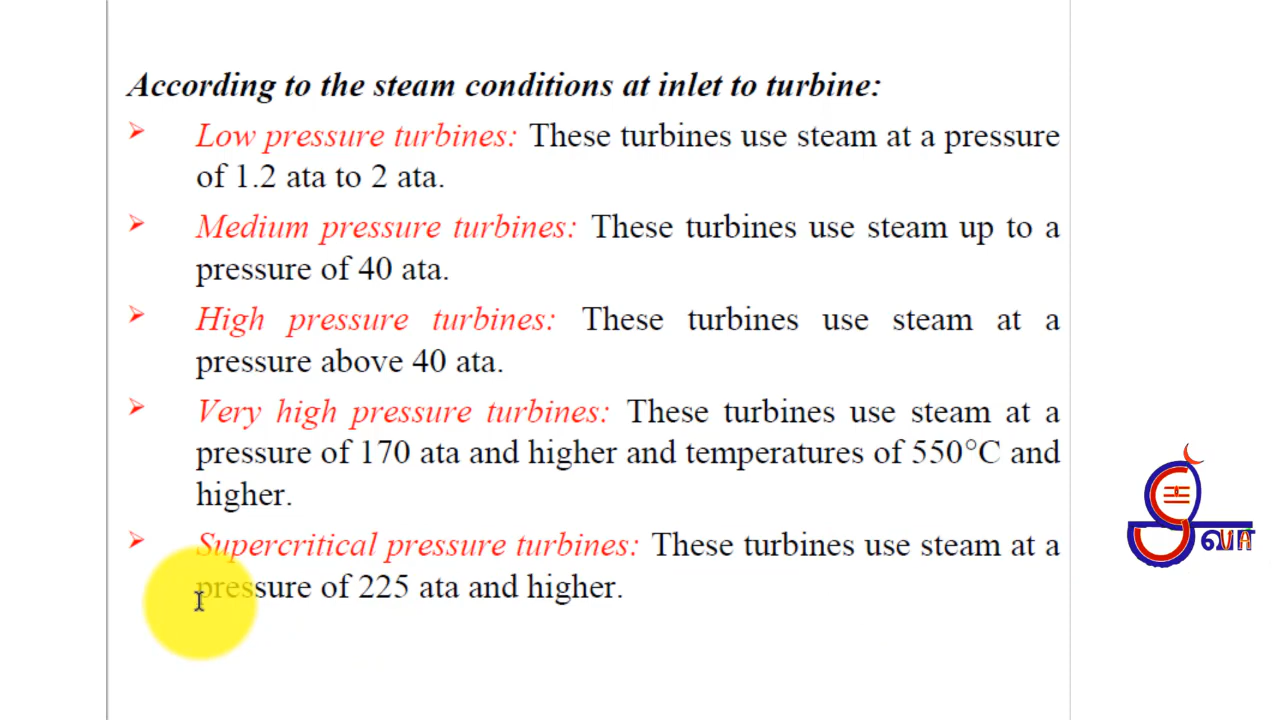 According to the steam conditions at inlet to turbine:
➢ Low pressure turbines: These turbines use steam at a pressure
of 1.2 ata to 2 ata.
➢ Medium pressure turbines: These turbines use steam up to a
pressure of 40 ata.
➢ High pressure turbines: These turbines use steam at a
pressure above 40 ata.
➢ Very high pressure turbines: These turbines use steam at a
pressure of 170 ata and higher and temperatures of 550°C and
higher.
➢ Supercritical pressure turbines: These turbines use steam at a
pressure of 225 ata and higher.